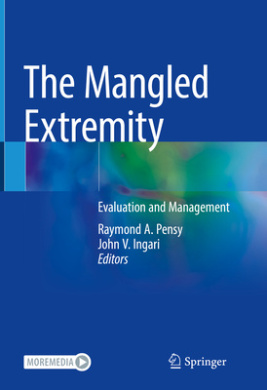 The Mangled
Extremity
Evaluation and Management
Raymond A. Pensy
John V. Ingari
Editors
MOREMEDIA
Springer